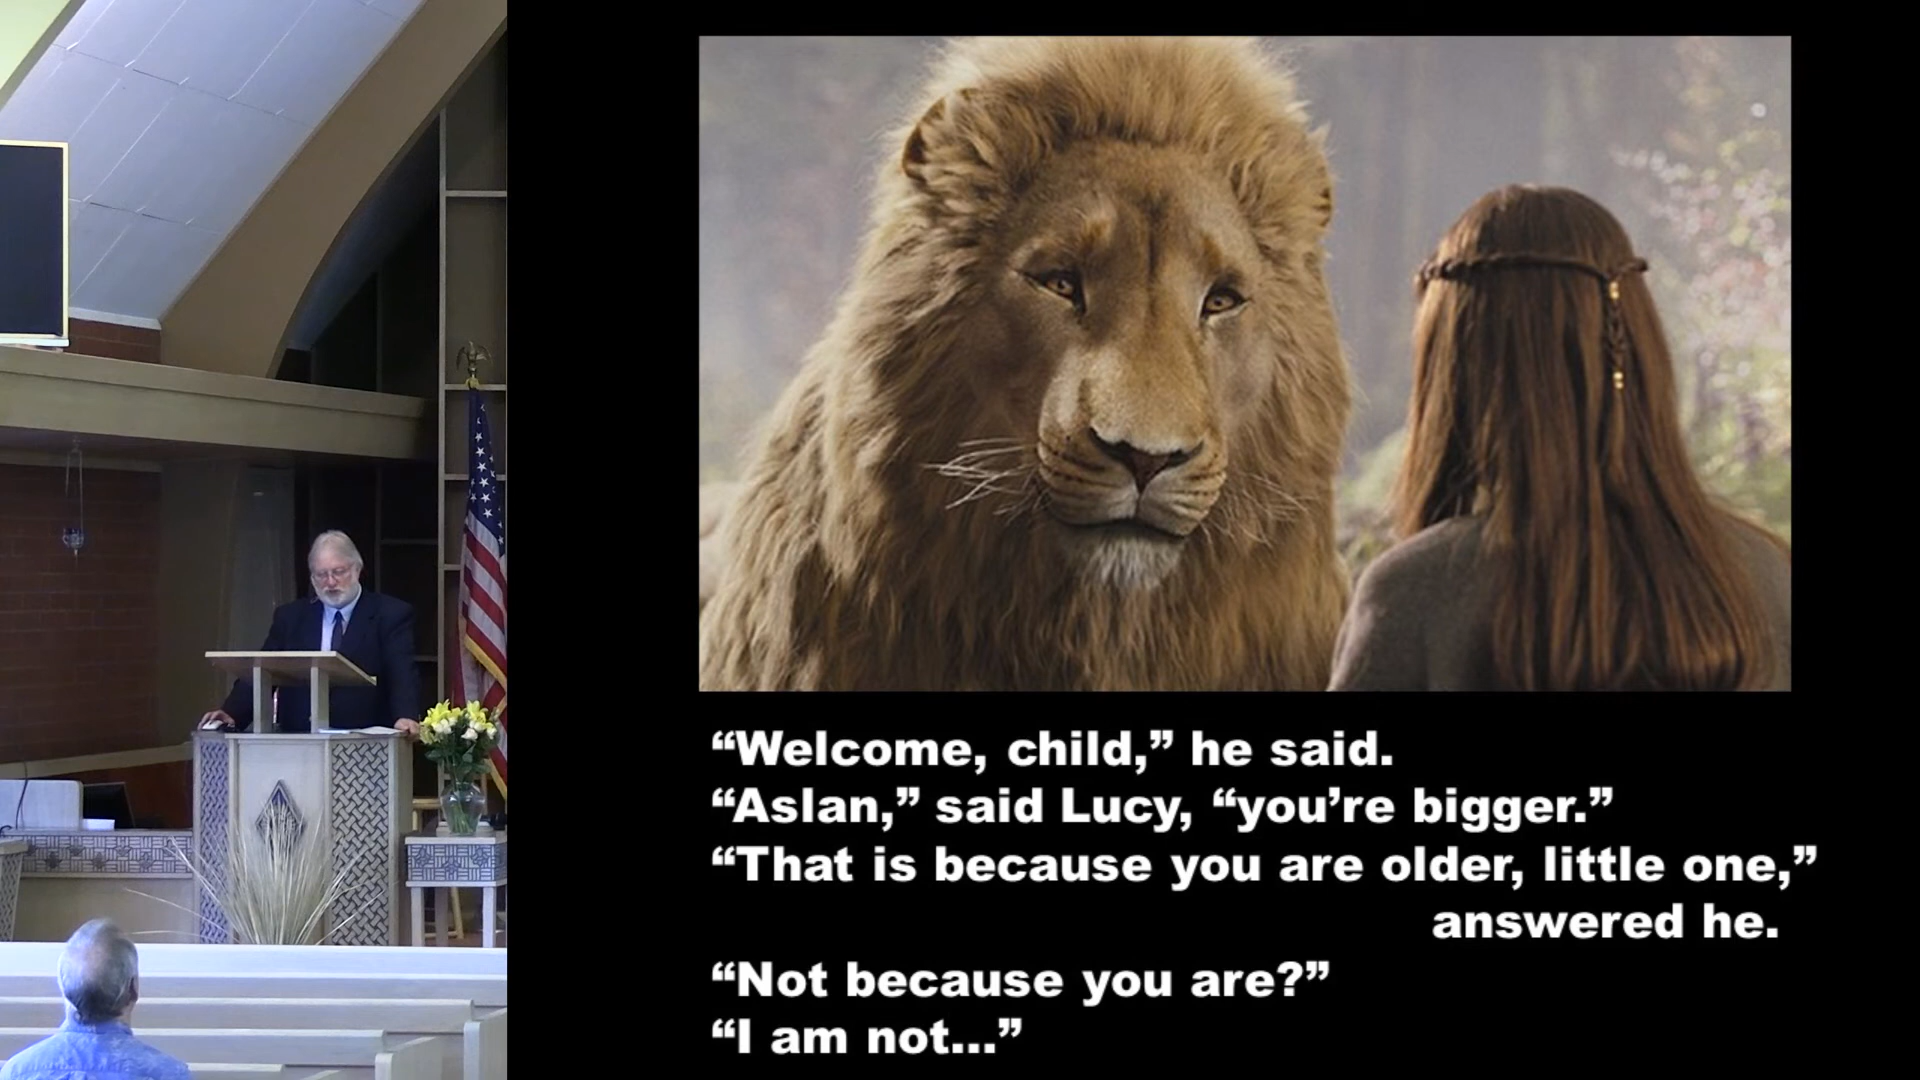 “Welcome, child,” he said.
“Aslan,” said Lucy, “you’re bigger.”
“That is because you are older, little one,”
answered he.
“Not because you are?”
“I am not...”